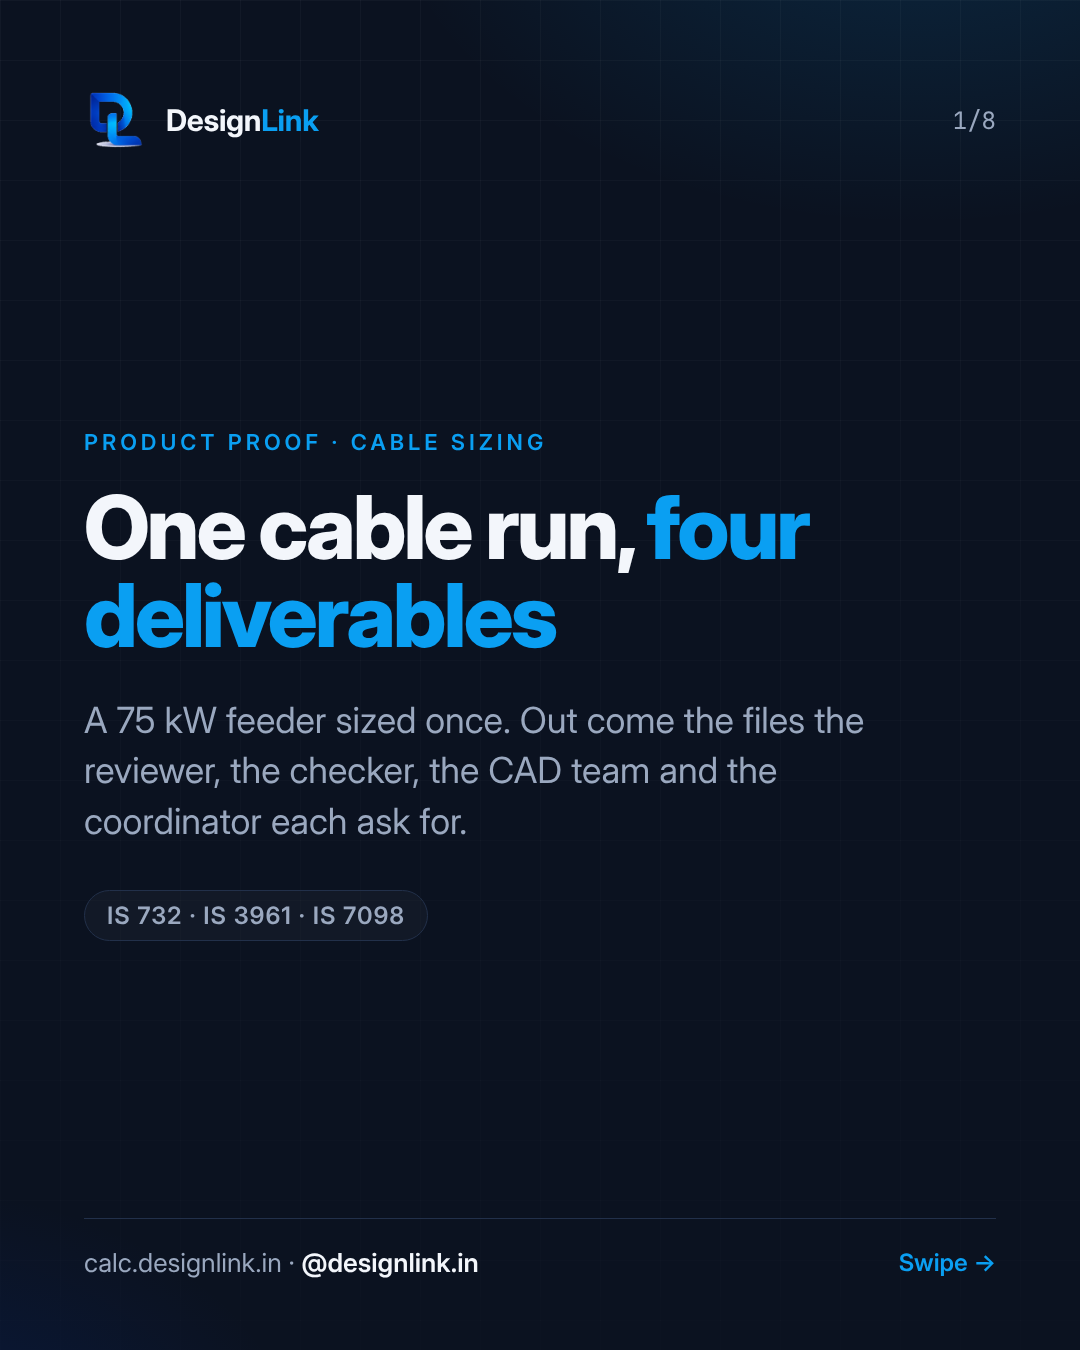 DesignLink
1/8
PRODUCT PROOF · CABLE SIZING
One cable run, four
deliverables
A 75 kW feeder sized once. Out come the files the
reviewer, the checker, the CAD team and the
coordinator each ask for.
IS 732 · IS 3961 · IS 7098
calc.designlink.in · @designlink.in
Swipe →